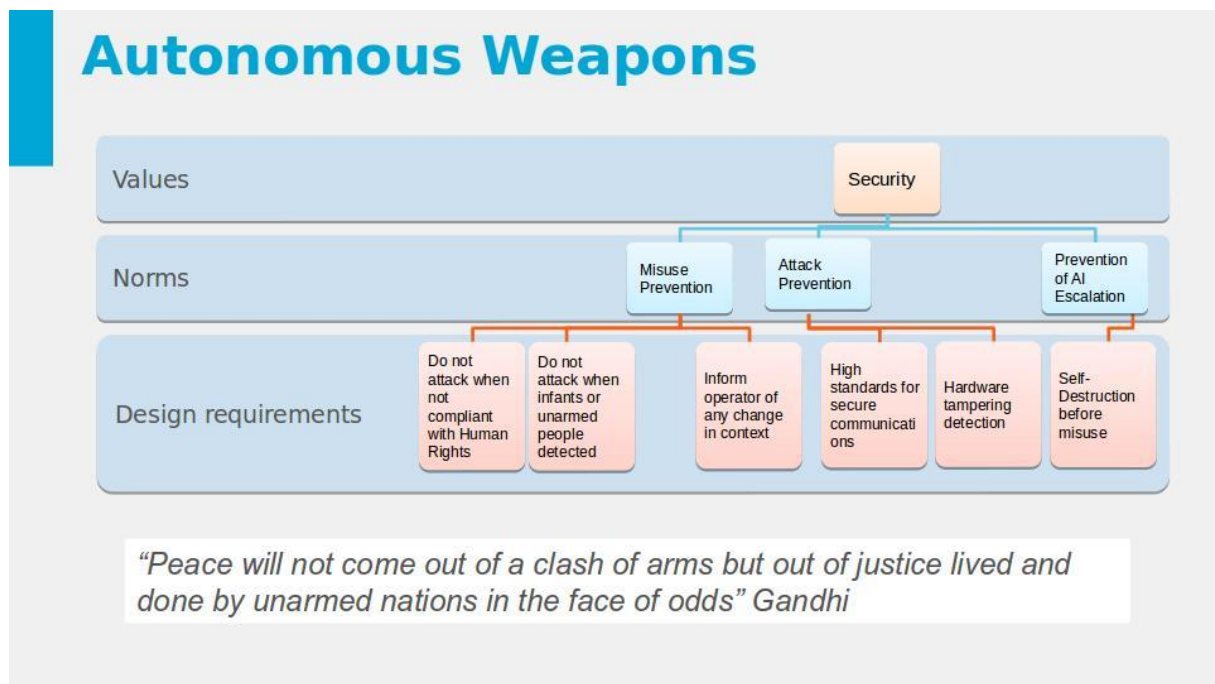 Autonomous Weapons
Values
Security
Norms
Misuse
Prevention
Attack
Prevention
Prevention
of AI
Escalation
Design requirements
Do not
attack when
not
compliant
with Human
Rights
Do not
attack when
infants or
unarmed
people
detected
Inform
operator of
any change
in context
High
standards for
secure
communicati
ons
Hardware
tampering
detection
Self-
Destruction
before
misuse
“Peace will not come out of a clash of arms but out of justice lived and
done by unarmed nations in the face of odds” Gandhi